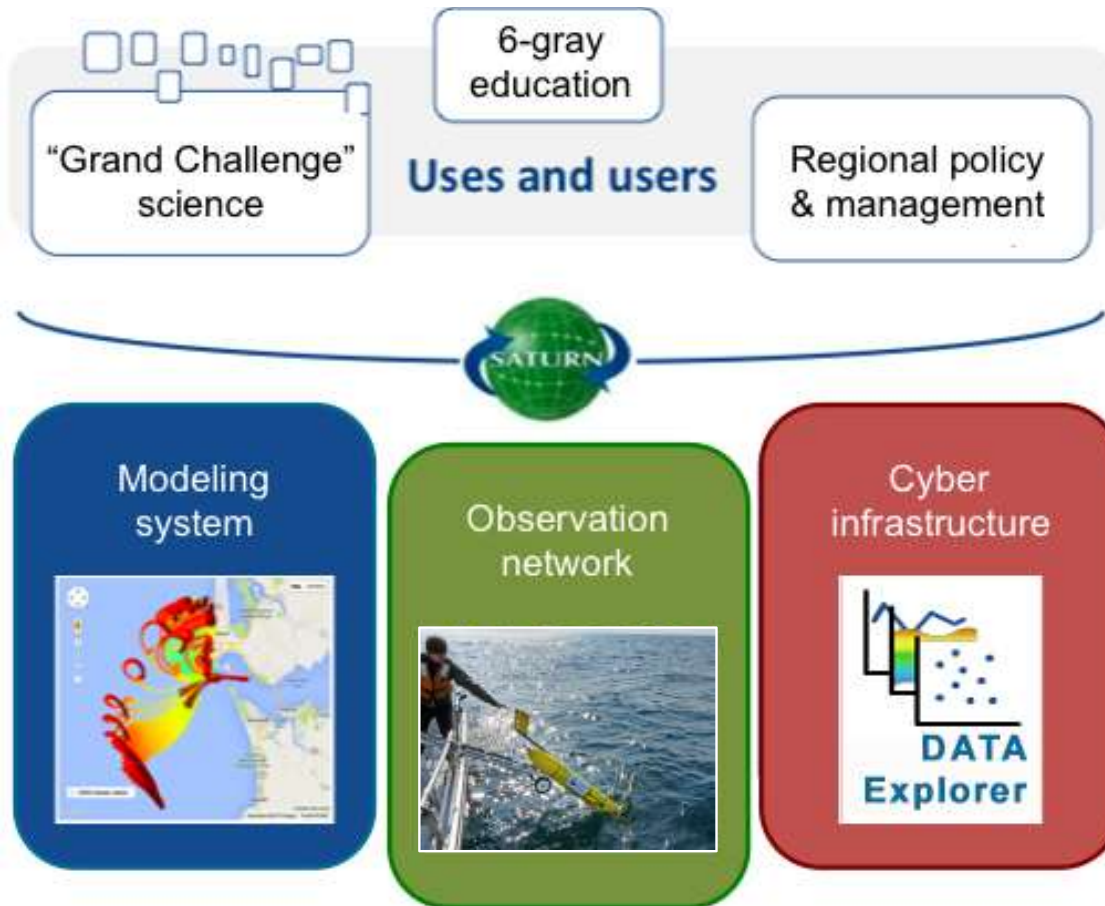 6-gray
education
“Grand Challenge”
science
Uses and users
Regional policy
& management
SATURN
Modeling
system
Observation
network
Cyber
infrastructure
DATA
Explorer